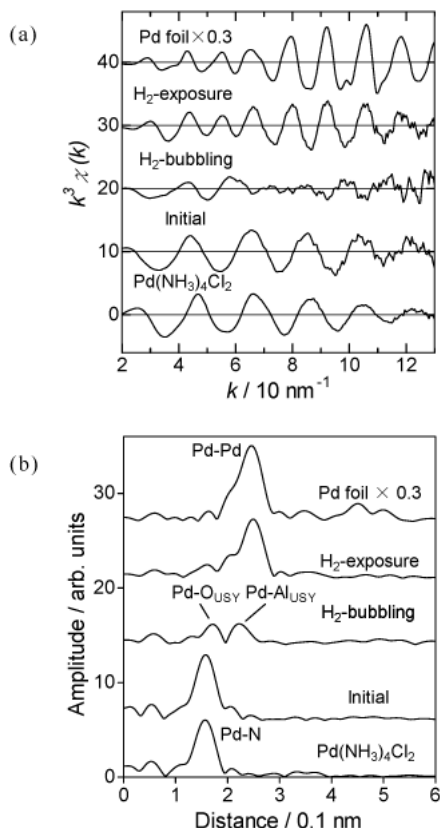 (a)
Pd foil × 0.3
H₂-exposure
H₂-bubbling
Initial
Pd(NH₃)₄Cl₂
k³ χ(k)
40
30
20
10
0
2 4 6 8 10 12
k / 10 nm⁻¹
(b)
Pd-Pd
Pd foil × 0.3
H₂-exposure
Pd-O_USY Pd-Al_USY
H₂-bubbling
Initial
Pd-N
Pd(NH₃)₄Cl₂
Amplitude / arb. units
30
20
10
0
0 1 2 3 4 5 6
Distance / 0.1 nm